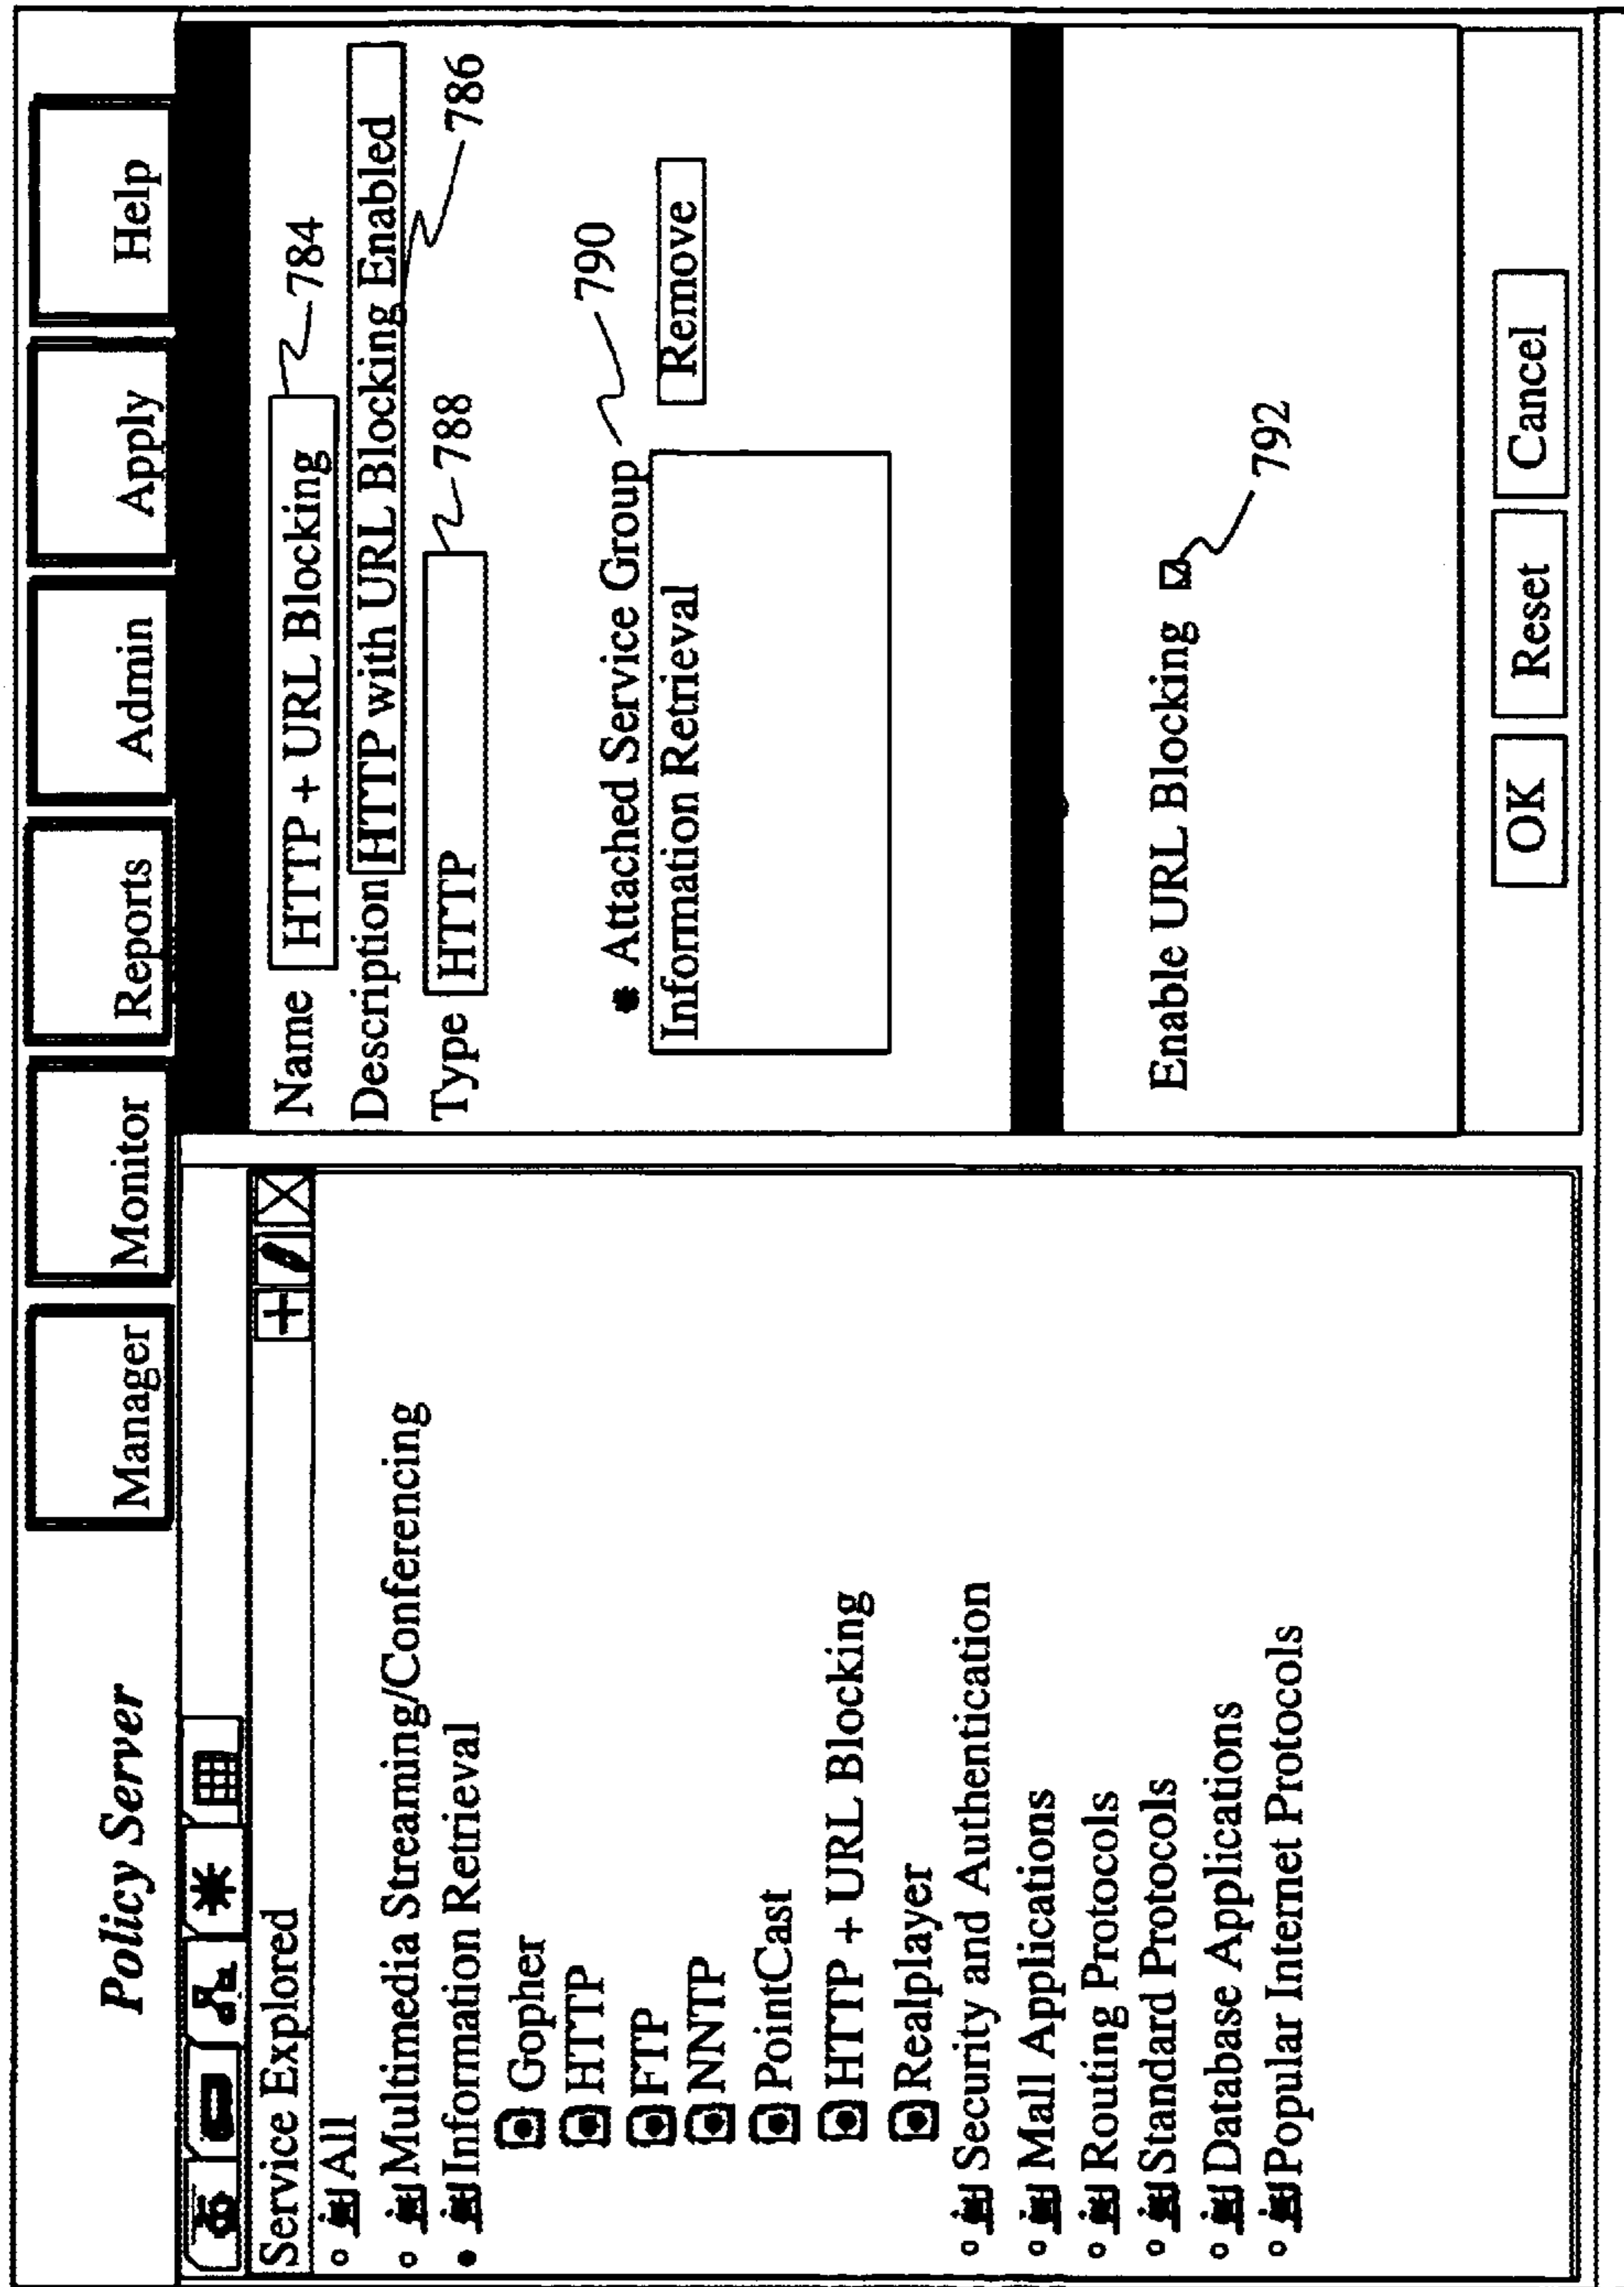 Policy Server
Manager
Monitor
Reports
Admin
Apply
Help
Service Explored
All
Multimedia Streaming/Conferencing
Information Retrieval
Gopher
HTTP
FTP
NNTP
PointCast
HTTP + URL Blocking
Realplayer
Security and Authentication
Mall Applications
Routing Protocols
Standard Protocols
Database Applications
Popular Internet Protocols
Name HTTP + URL Blocking 784
Description HTTP with URL Blocking Enabled
786
Type HTTP 788
Attached Service Group 790
Information Retrieval
Remove
Enable URL Blocking
792
OK Reset Cancel